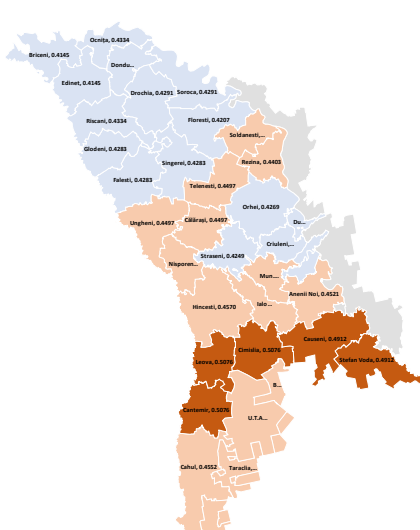 Ocnița, 0.4334
Briceni, 0.4145
Dondu...
Edinet, 0.4145
Drochia, 0.4291
Soroca, 0.4291
Riscani, 0.4334
Floresti, 0.4207
Soldanesti,...
Glodeni, 0.4283
Singerei, 0.4283
Rezina, 0.4403
Falesti, 0.4283
Telenesti, 0.4497
Orhei, 0.4269
Ungheni, 0.4497
Călărași, 0.4497
Du...
Criuleni,...
Straseni, 0.4249
Nisporen...
Mun....
Anenii Noi, 0.4521
Hincesti, 0.4570
Ialo...
Causeni, 0.4912
Cimislia, 0.5076
Leova, 0.5076
Stefan Voda, 0.4912
B...
Cantemir, 0.5076
U.T.A...
Cahul, 0.4552
Taraclia,...